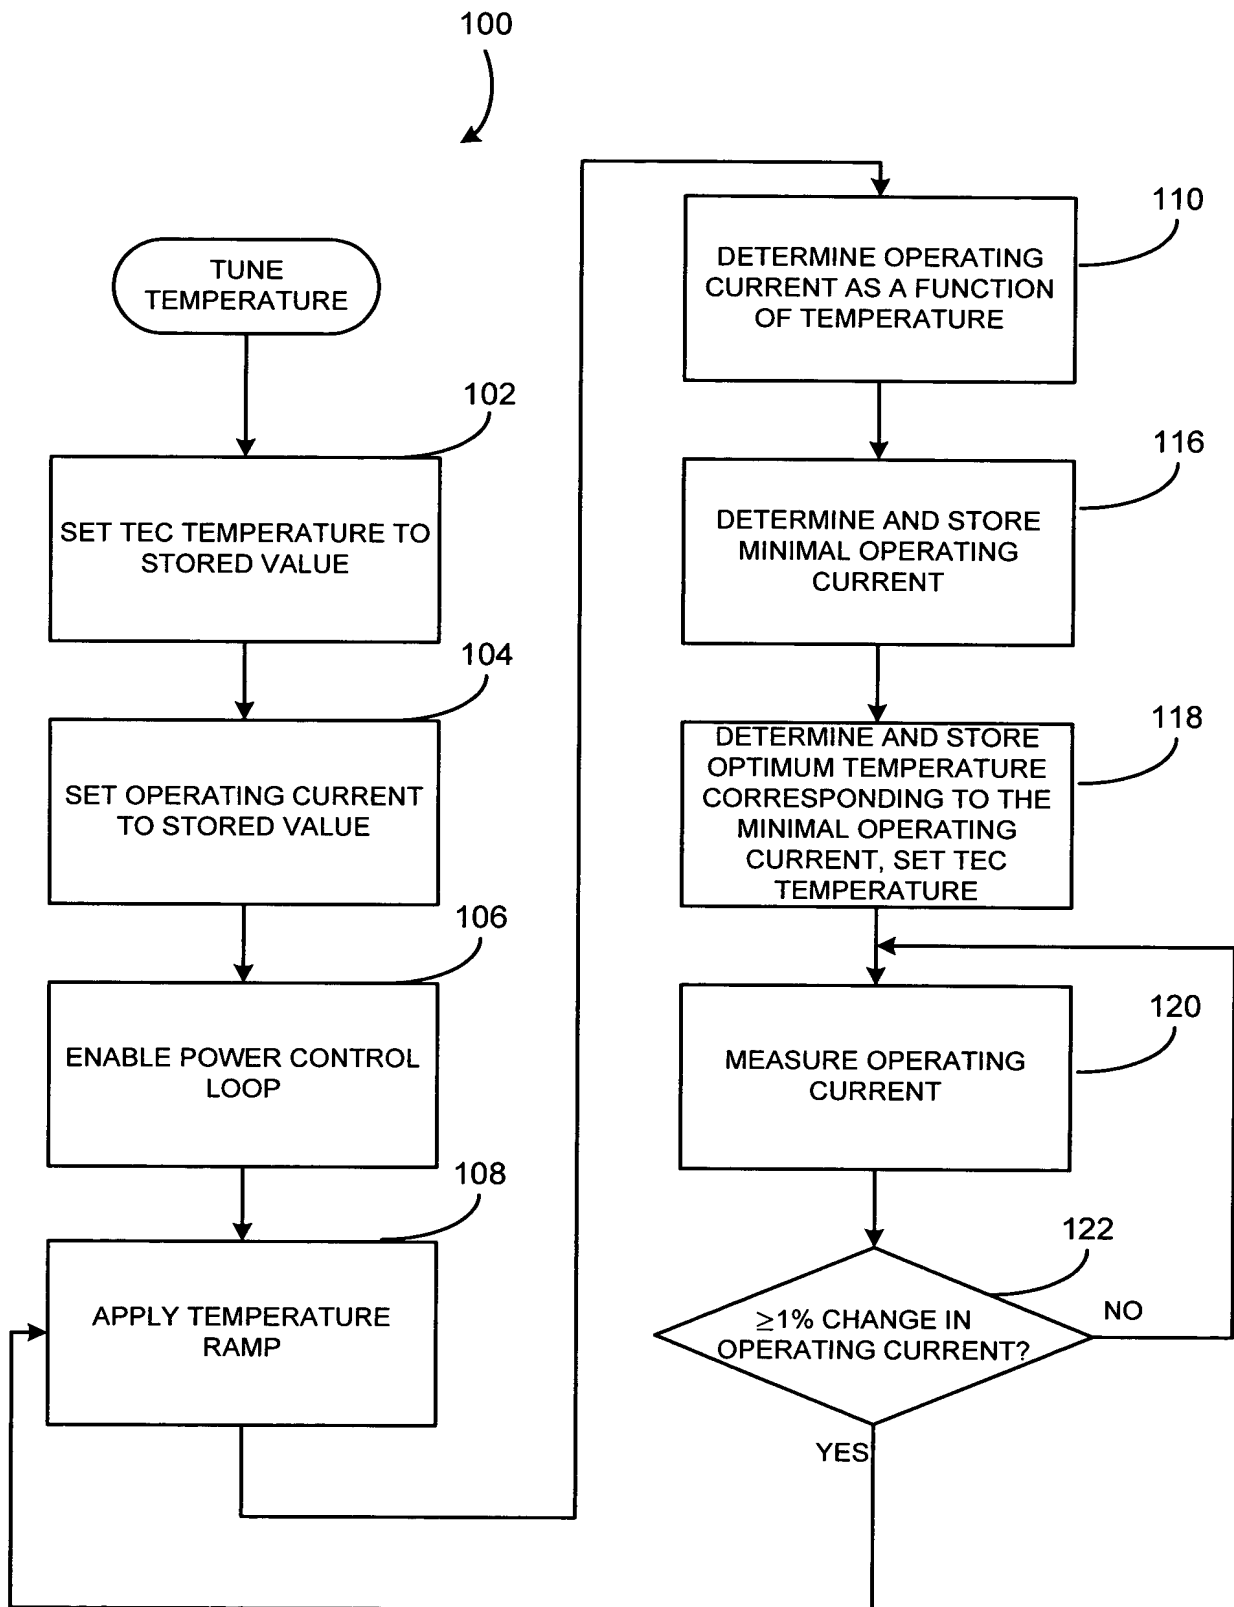 100
TUNE
TEMPERATURE
102
SET TEC TEMPERATURE TO
STORED VALUE
104
SET OPERATING CURRENT
TO STORED VALUE
106
ENABLE POWER CONTROL
LOOP
108
APPLY TEMPERATURE
RAMP
110
DETERMINE OPERATING
CURRENT AS A FUNCTION
OF TEMPERATURE
116
DETERMINE AND STORE
MINIMAL OPERATING
CURRENT
118
DETERMINE AND STORE
OPTIMUM TEMPERATURE
CORRESPONDING TO THE
MINIMAL OPERATING
CURRENT, SET TEC
TEMPERATURE
120
MEASURE OPERATING
CURRENT
122
≥1% CHANGE IN
OPERATING CURRENT?
NO
YES